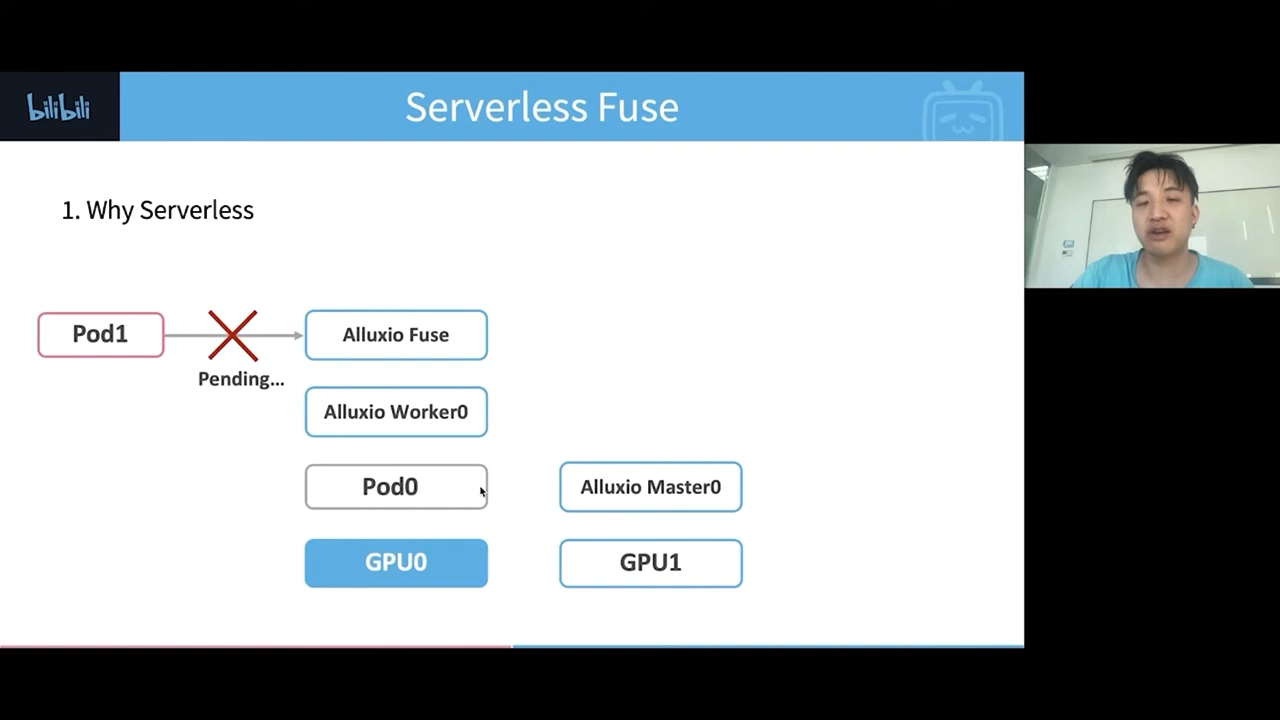 bilibili
Serverless Fuse
1. Why Serverless
Pod1
Alluxio Fuse
Pending...
Alluxio Worker0
Pod0
Alluxio Master0
GPU0
GPU1